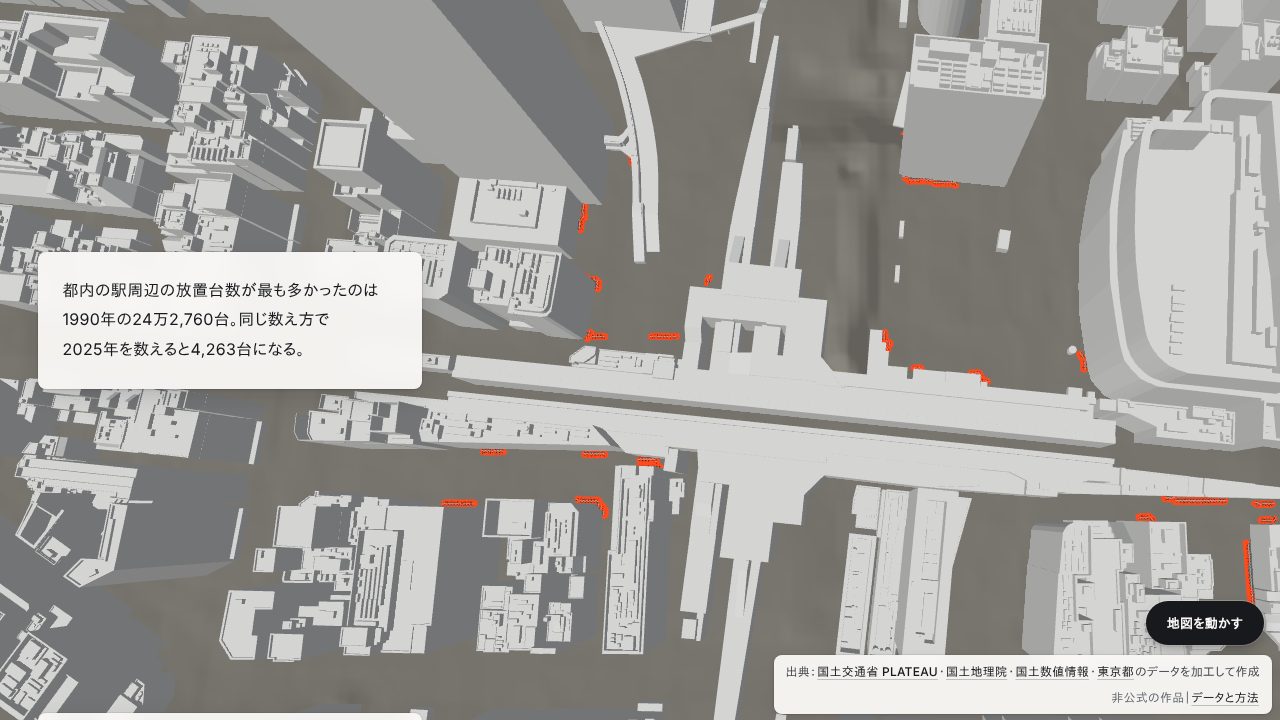 都内の駅周辺の放置台数が最も多かったのは
1990年の24万2,760台。同じ数え方で
2025年を数えると4,263台になる。
地図を動かす
出典：国土交通省 PLATEAU・国土地理院・国土数値情報・東京都のデータを加工して作成
非公式の作品 | データと方法